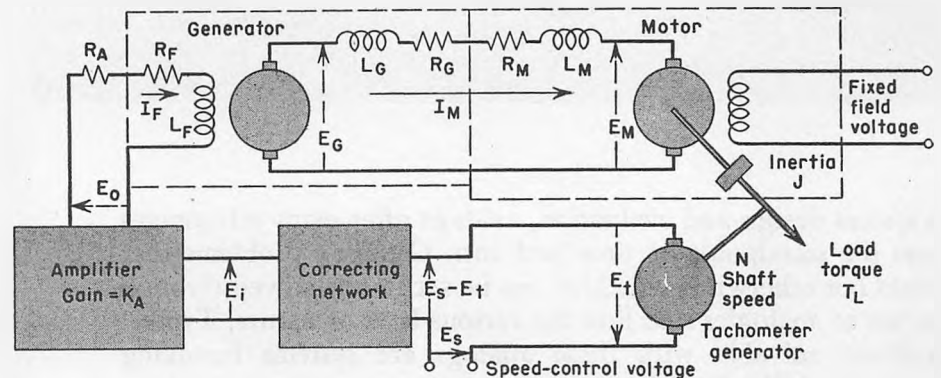 Generator
Motor
R_A
R_F
L_G
R_G
R_M
L_M
I_F
L_F
E_G
I_M
E_M
Fixed
field
voltage
Inertia
J
E_o
Amplifier
Gain = K_A
E_i
Correcting
network
E_s - E_t
E_t
N
Shaft
speed
Load
torque
T_L
Tachometer
generator
E_s
Speed-control voltage